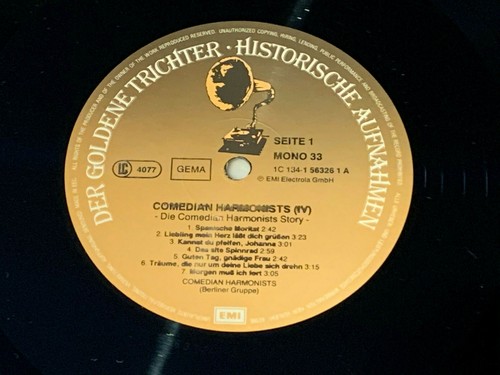 DER GOLDENE TRICHTER · HISTORISCHE AUFNAHMEN
SEITE 1
MONO 33
1C 134-1 56326 1 A
Ⓟ EMI Electrola GmbH
LC 4077
GEMA
COMEDIAN HARMONISTS (IV)
- Die Comedian Harmonists Story -
1. Spanische Moritat 2:42
2. Liebling mein Herz läßt dich grüßen 3:23
3. Kannst du pfeifen, Johanna 3:01
4. Das alte Spinnrad 2:59
5. Guten Tag, gnädige Frau 2:42
6. Träume, die nur um deine Liebe sich drehn 3:15
7. Morgen muß ich fort 3:05
COMEDIAN HARMONISTS
(Berliner Gruppe)
EMI